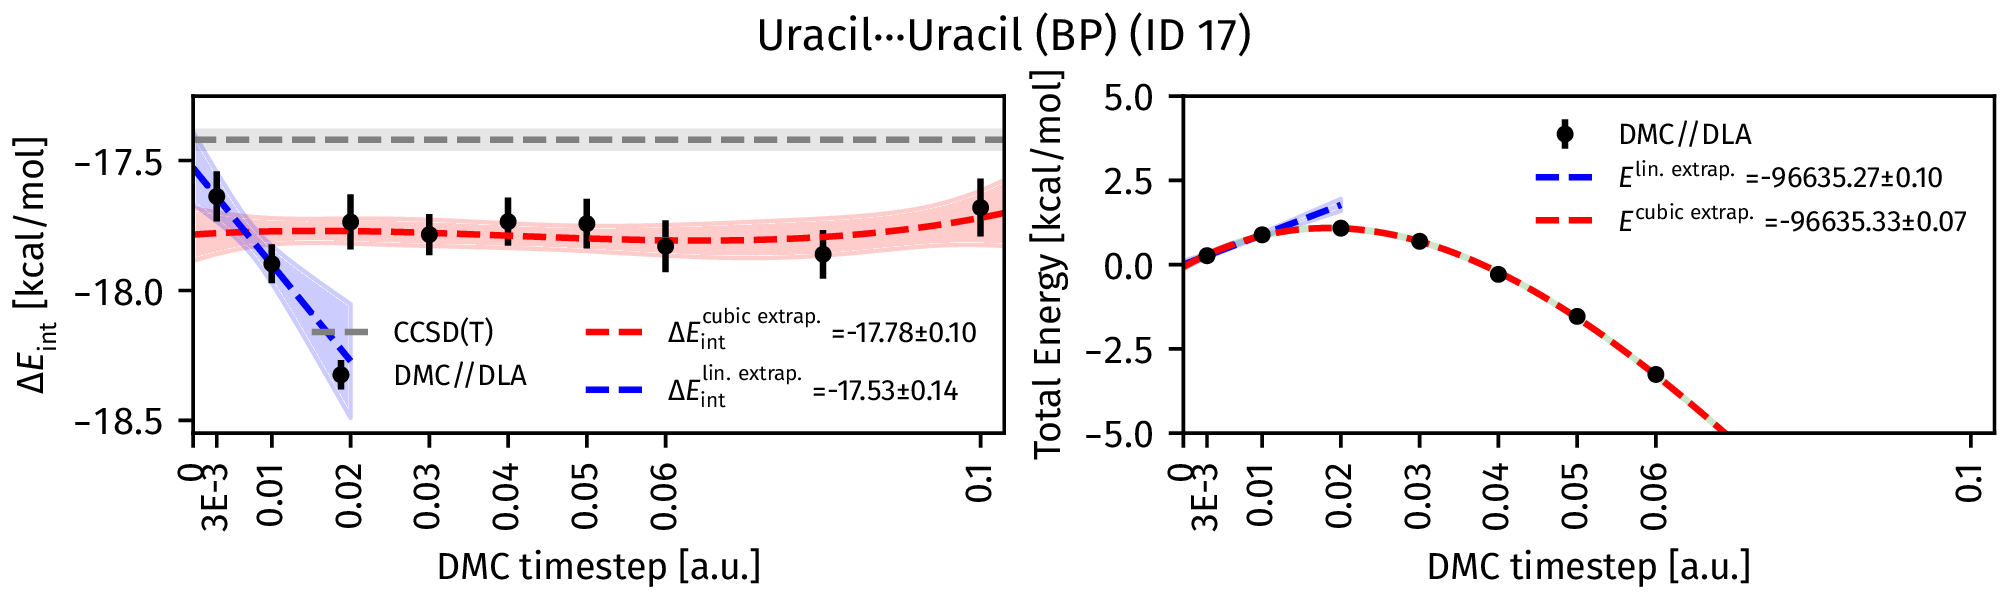 Uracil···Uracil (BP) (ID 17)
ΔE_int [kcal/mol]
−17.5
−18.0
−18.5
CCSD(T)
DMC//DLA
ΔE_int^cubic extrap. =-17.78±0.10
ΔE_int^lin. extrap. =-17.53±0.14
0
3E-3
0.01
0.02
0.03
0.04
0.05
0.06
0.1
DMC timestep [a.u.]
Total Energy [kcal/mol]
5.0
2.5
0.0
−2.5
−5.0
DMC//DLA
E^lin. extrap. =-96635.27±0.10
E^cubic extrap. =-96635.33±0.07
0
3E-3
0.01
0.02
0.03
0.04
0.05
0.06
0.1
DMC timestep [a.u.]